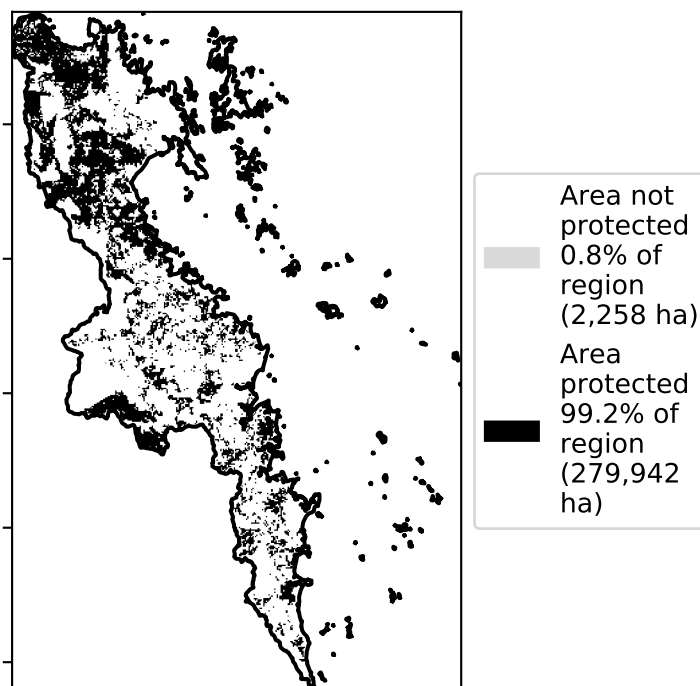 Area not
protected
0.8% of
region
(2,258 ha)
Area
protected
99.2% of
region
(279,942
ha)